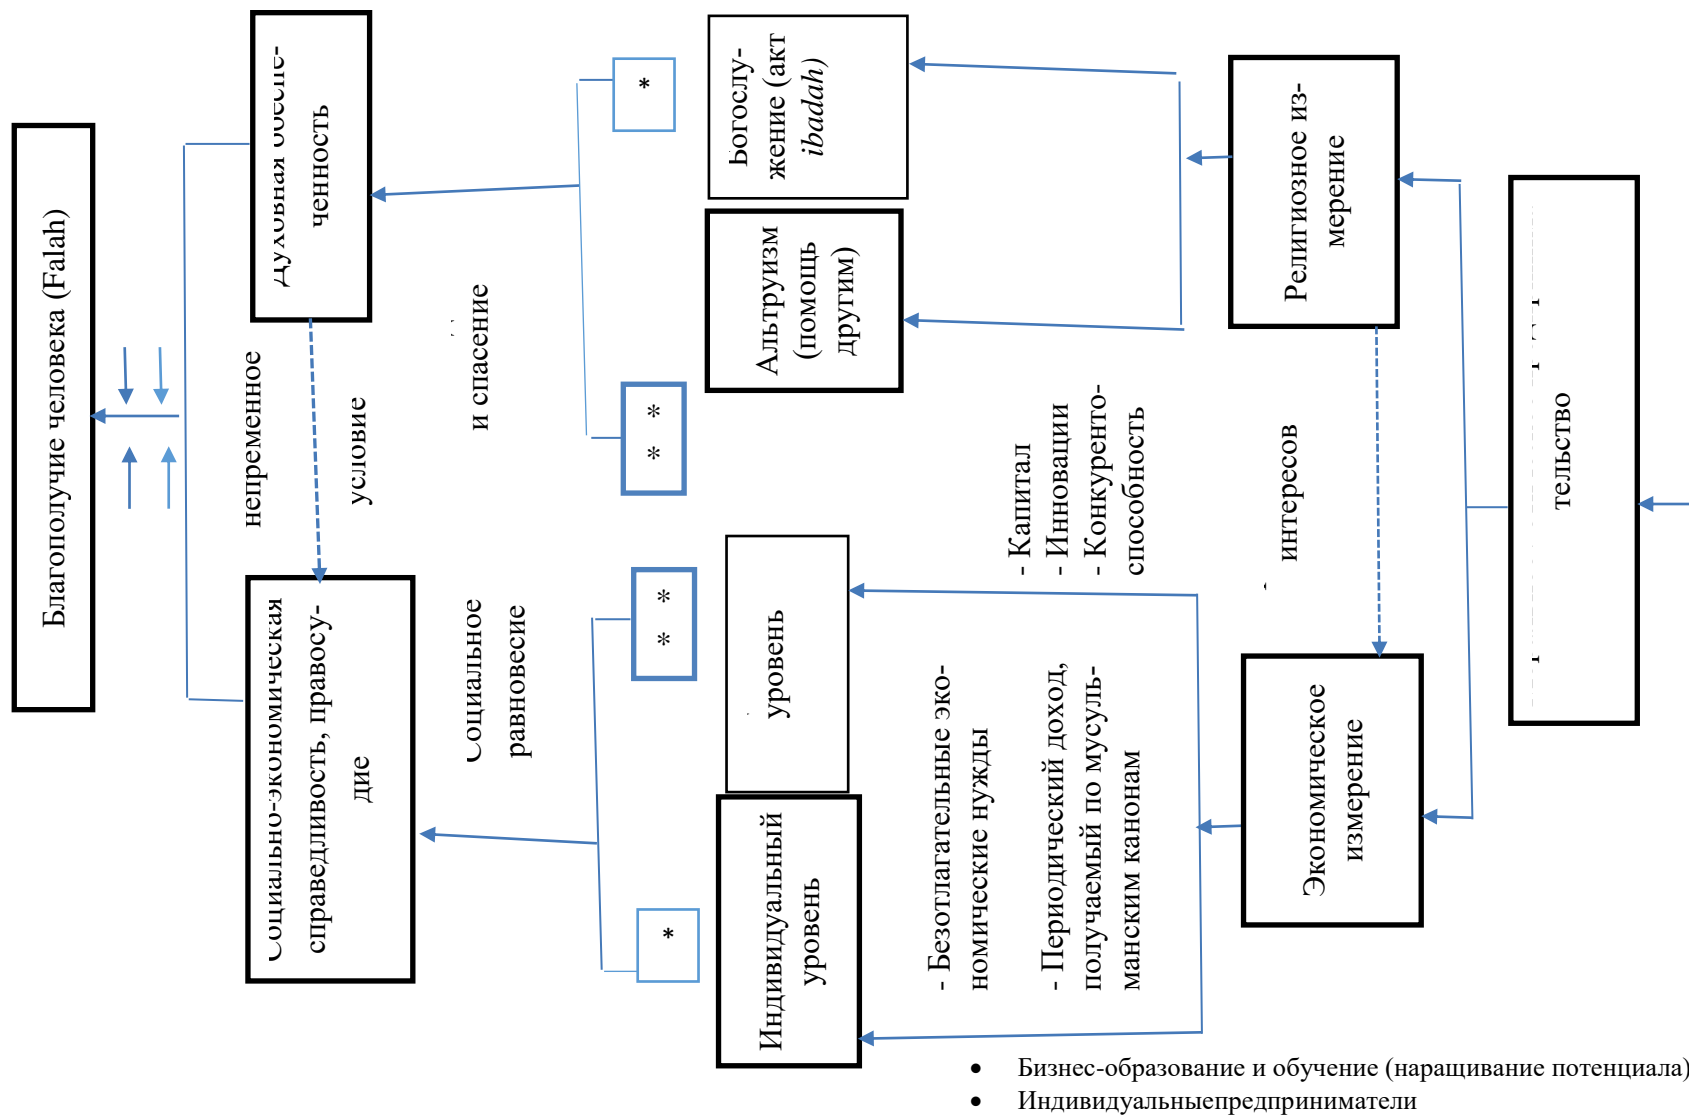 Благополучие человека (Falah)
Духовная обеспе-
ченность
непременное
условие
Социально-экономическая
справедливость, правосу-
дие
и спасение
Социальное
равновесие
*
* *
* *
*
Богослу-
жение (акт
ibadah)
Альтруизм
(помощь
другим)
уровень
Индивидуальный
уровень
- Капитал
- Инновации
- Конкуренто-
способность
- Безотлагательные эко-
номические нужды
- Периодический доход,
получаемый по мусуль-
манским канонам
Религиозное из-
мерение
интересов
Экономическое
измерение
тельство
• Бизнес-образование и обучение (наращивание потенциала)
• Индивидуальныепредприниматели